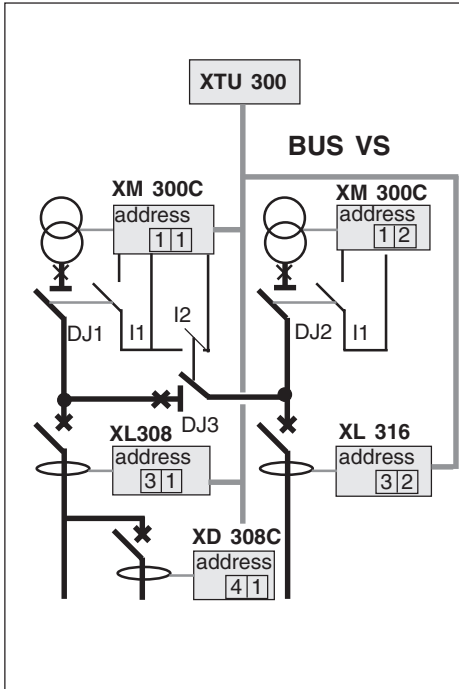 XTU 300
BUS VS
XM 300C
address
1 1
XM 300C
address
1 2
DJ1
I1
I2
DJ2
I1
DJ3
XL308
address
3 1
XL 316
address
3 2
XD 308C
address
4 1